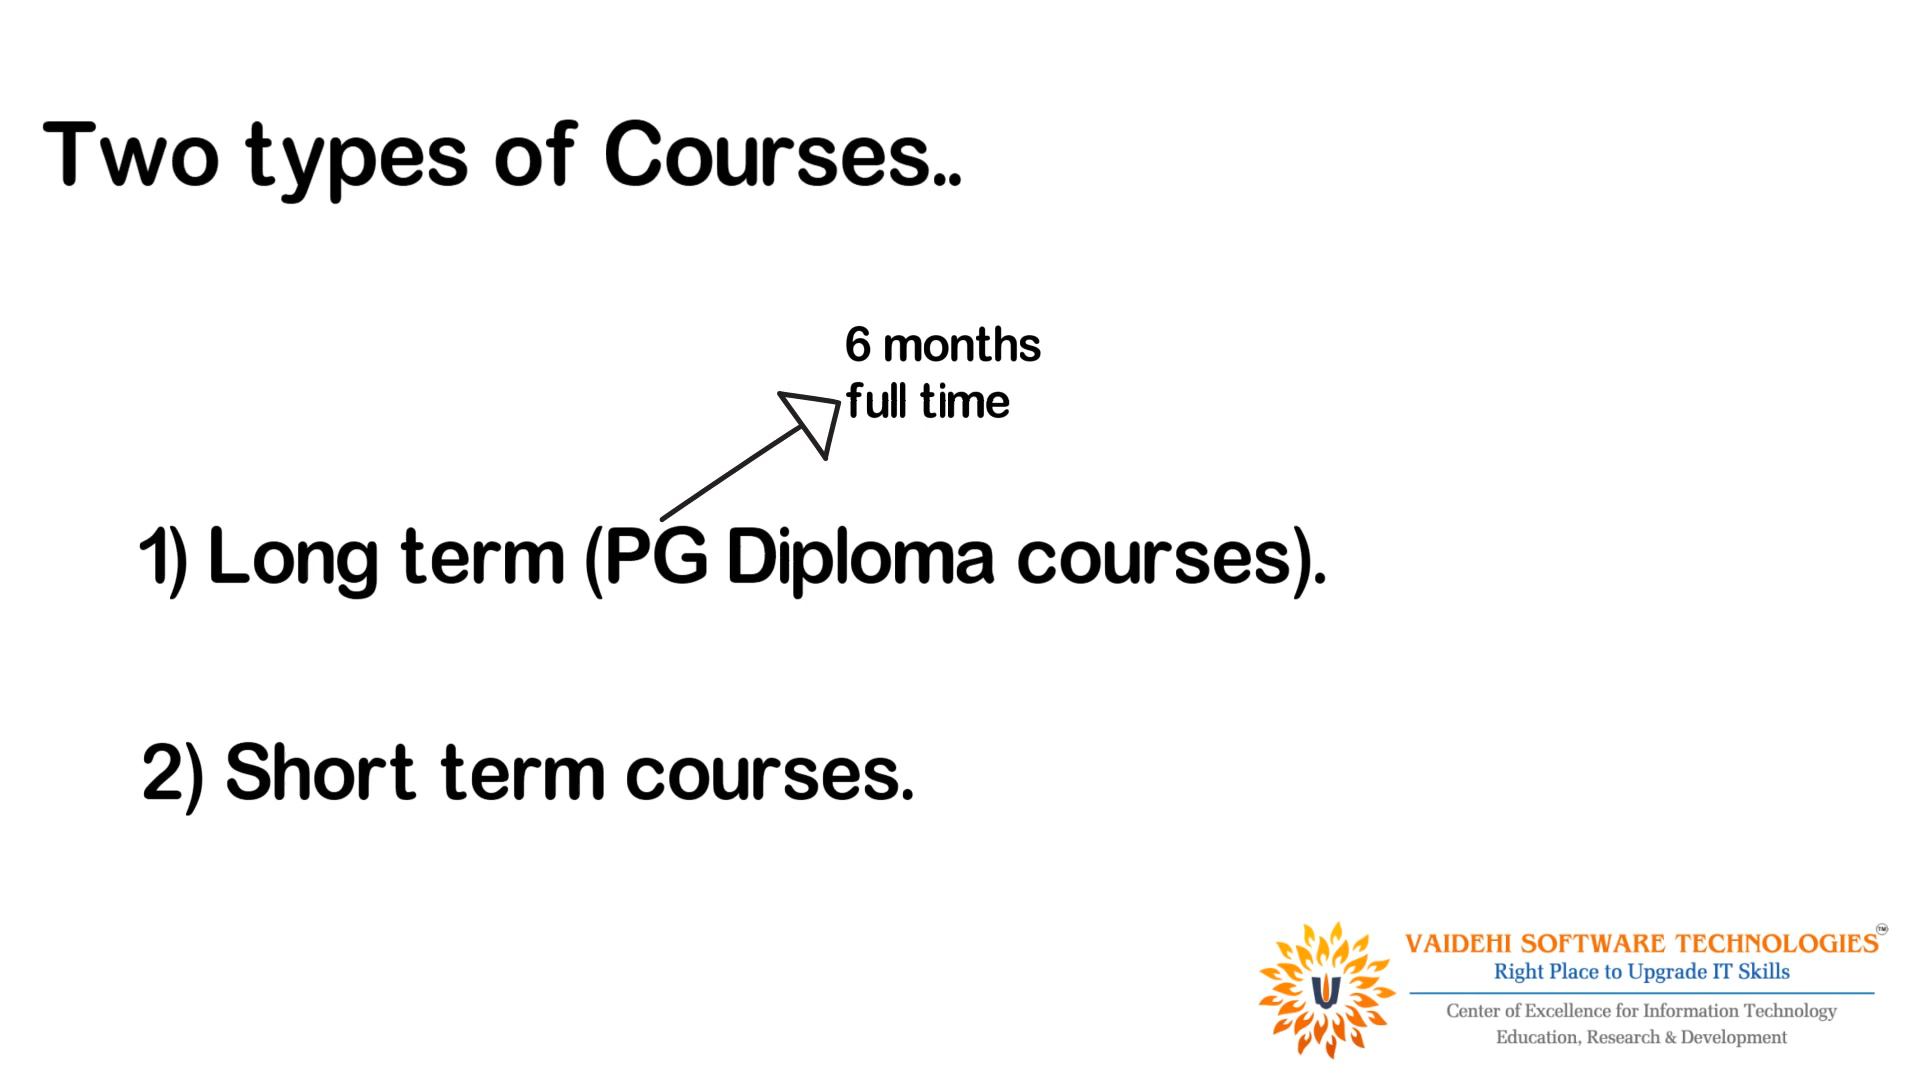 Two types of Courses..
6 months
full time
1) Long term (PG Diploma courses).
2) Short term courses.
VAIDEHI SOFTWARE TECHNOLOGIES™
Right Place to Upgrade IT Skills
Center of Excellence for Information Technology
Education, Research & Development